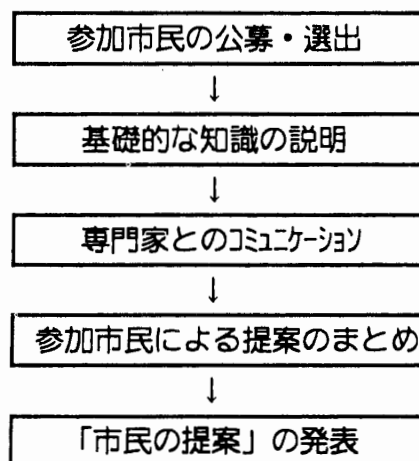 参加市民の公募・選出
↓
基礎的な知識の説明
↓
専門家とのコミュニケーション
↓
参加市民による提案のまとめ
↓
「市民の提案」の発表